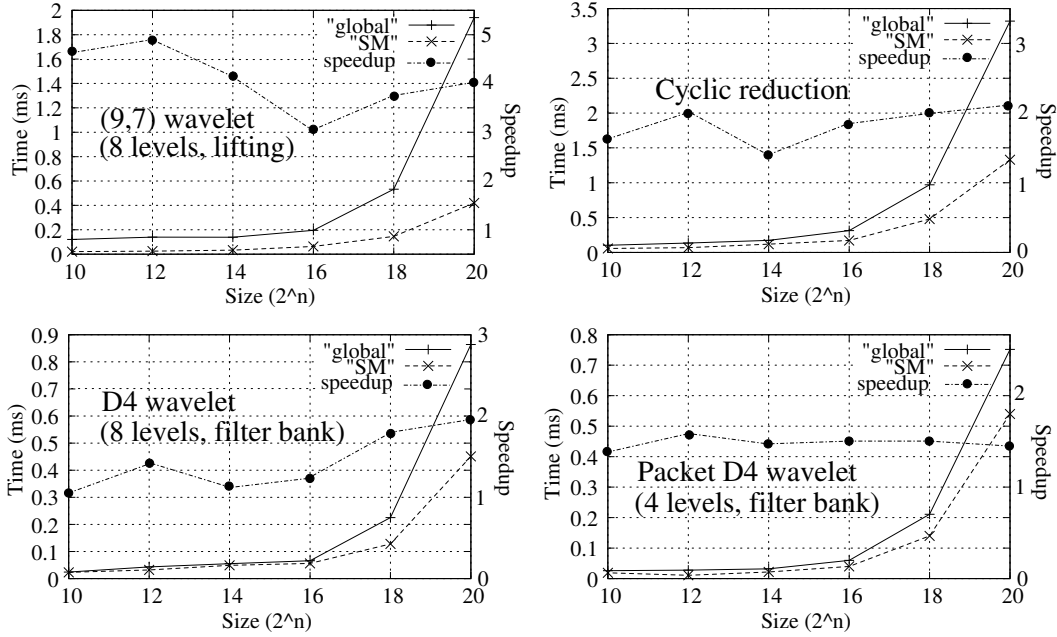 2
1.8
1.6
1.4
1.2
1
0.8
0.6
0.4
0.2
0
Time (ms)
"global"
"SM"
speedup
(9,7) wavelet
(8 levels, lifting)
5
4
3
2
1
Speedup
10 12 14 16 18 20
Size (2^n)
3.5
3
2.5
2
1.5
1
0.5
0
Time (ms)
"global"
"SM"
speedup
Cyclic reduction
3
2
1
0
Speedup
10 12 14 16 18 20
Size (2^n)
0.9
0.8
0.7
0.6
0.5
0.4
0.3
0.2
0.1
0
Time (ms)
"global"
"SM"
speedup
D4 wavelet
(8 levels, filter bank)
3
2
1
0
Speedup
10 12 14 16 18 20
Size (2^n)
0.8
0.7
0.6
0.5
0.4
0.3
0.2
0.1
0
Time (ms)
"global"
"SM"
speedup
Packet D4 wavelet
(4 levels, filter bank)
2
1
0
Speedup
10 12 14 16 18 20
Size (2^n)